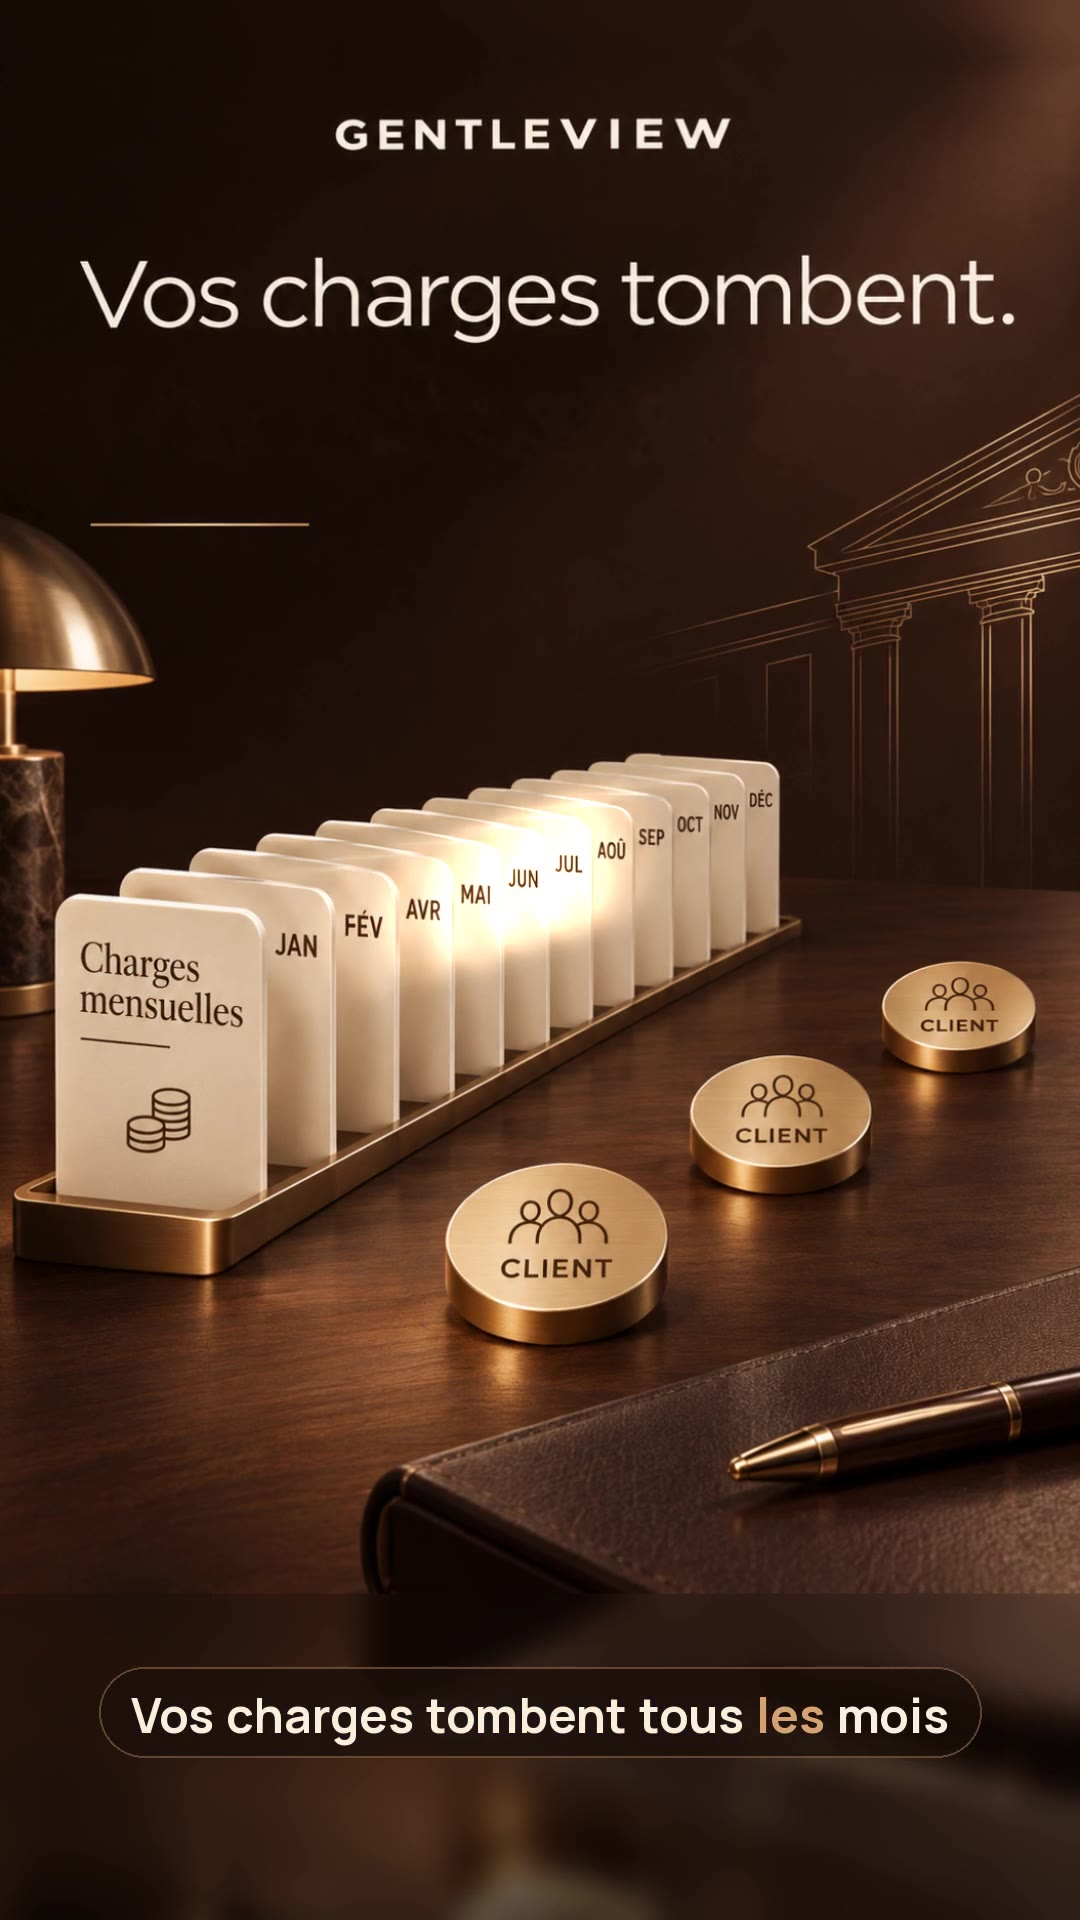 GENTLEVIEW
Vos charges tombent.
Charges
mensuelles
JAN
FÉV
AVR
MAI
JUN
JUL
AOÛ
SEP
OCT
NOV
DÉC
CLIENT
CLIENT
CLIENT
Vos charges tombent tous les mois